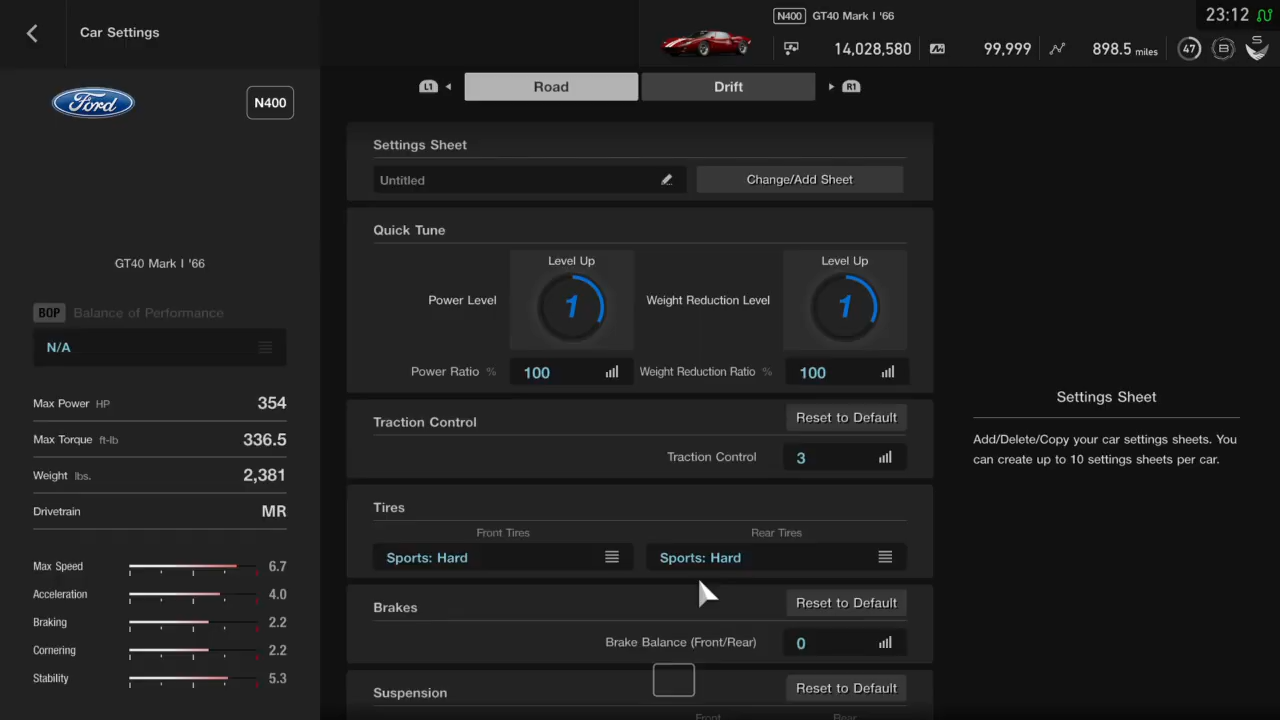 Car Settings
N400 GT40 Mark I '66
23:12
14,028,580
99,999
898.5 miles
47
B
S
Ford
N400
L1
Road
Drift
R1
Settings Sheet
Untitled
Change/Add Sheet
Quick Tune
Level Up
Level Up
Power Level
1
Weight Reduction Level
1
Power Ratio %
100
Weight Reduction Ratio %
100
GT40 Mark I '66
BOP Balance of Performance
N/A
Max Power HP 354
Max Torque ft-lb 336.5
Weight lbs. 2,381
Drivetrain MR
Max Speed 6.7
Acceleration 4.0
Braking 2.2
Cornering 2.2
Stability 5.3
Traction Control
Reset to Default
Traction Control 3
Tires
Front Tires
Rear Tires
Sports: Hard
Sports: Hard
Brakes
Reset to Default
Brake Balance (Front/Rear) 0
Suspension
Reset to Default
Front
Rear
Settings Sheet
Add/Delete/Copy your car settings sheets. You
can create up to 10 settings sheets per car.